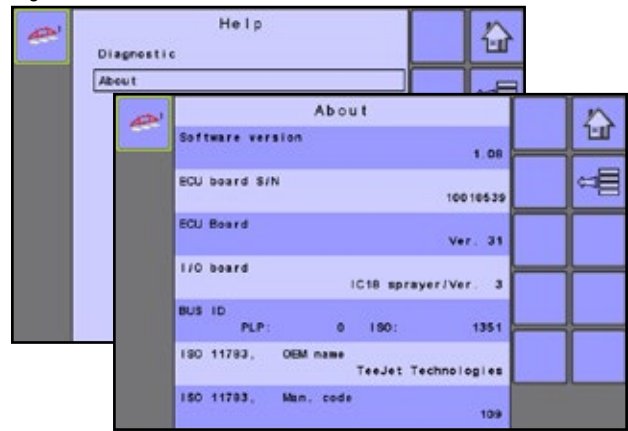 Help
Diagnostic
About
About
Software version
1.08
ECU board S/N
10010539
ECU Board
Ver. 31
I/O board
IC18 sprayer/Ver. 3
BUS ID
PLP: 0 ISO: 1351
ISO 11783, OEM name
TeeJet Technologies
ISO 11783, Man. code
109